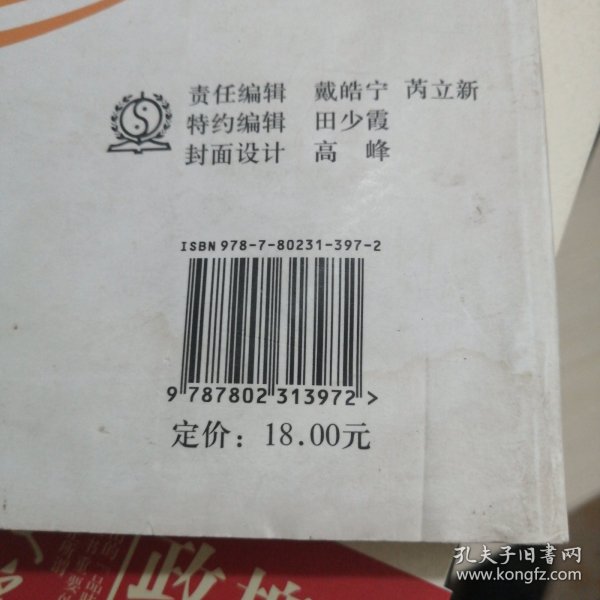 责任编辑 戴皓宁 芮立新
特约编辑 田少霞
封面设计 高 峰
ISBN 978-7-80231-397-2
9 787802 313972 >
定价：18.00元
孔夫子旧书网
www.kongfz.com